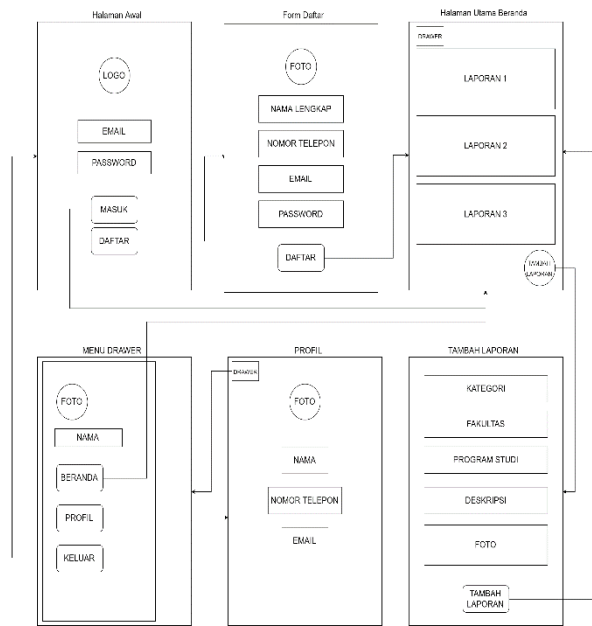 Halaman Awal
LOGO
EMAIL
PASSWORD
MASUK
DAFTAR
Form Daftar
FOTO
NAMA LENGKAP
NOMOR TELEPON
EMAIL
PASSWORD
DAFTAR
Halaman Utama Beranda
DRAWER
LAPORAN 1
LAPORAN 2
LAPORAN 3
TAMBAH
LAPORAN
MENU DRAWER
FOTO
NAMA
BERANDA
PROFIL
KELUAR
PROFIL
DRAWER
FOTO
NAMA
NOMOR TELEPON
EMAIL
TAMBAH LAPORAN
KATEGORI
FAKULTAS
PROGRAM STUDI
DESKRIPSI
FOTO
TAMBAH
LAPORAN